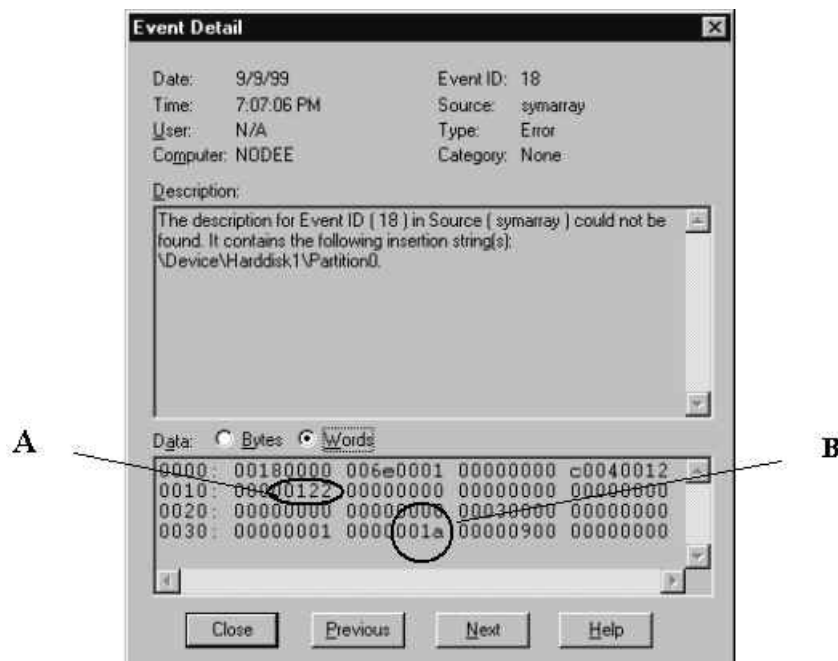 Event Detail
Date: 9/9/99 Event ID: 18
Time: 7:07:06 PM Source: symarray
User: N/A Type: Error
Computer: NODEE Category: None
Description:
The description for Event ID ( 18 ) in Source ( symarray ) could not be
found. It contains the following insertion string(s):
\Device\Harddisk1\Partition0.
A
B
Data: Bytes Words
0000: 00180000 006e0001 00000000 c0040012
0010: 00000122 00000000 00000000 00000000
0020: 00000000 00000000 00030000 00000000
0030: 00000001 0000001a 00000900 00000000
Close Previous Next Help